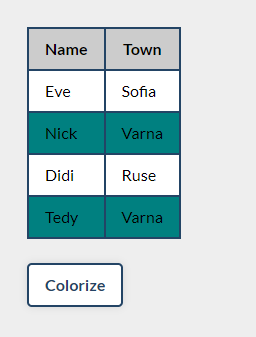 Name Town
Eve Sofia
Nick Varna
Didi Ruse
Tedy Varna
Colorize